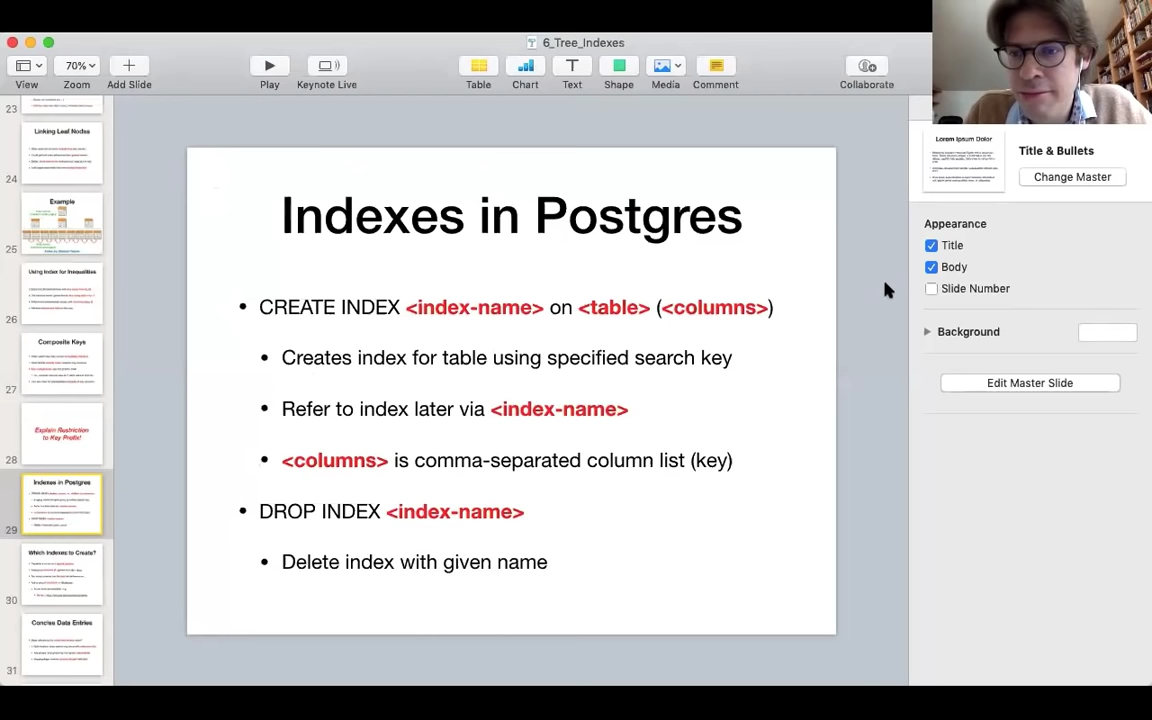 6_Tree_Indexes
70%
View
Zoom
Add Slide
Play
Keynote Live
Table
Chart
Text
Shape
Media
Comment
Collaborate
23
Linking Leaf Nodes
24
Example
25
Using Index for Inequalities
26
Composite Keys
27
Explain Restriction
to Key Prefix!
28
Indexes in Postgres
29
Which Indexes to Create?
30
Concise Data Entries
31
Indexes in Postgres
• CREATE INDEX <index-name> on <table> (<columns>)
• Creates index for table using specified search key
• Refer to index later via <index-name>
• <columns> is comma-separated column list (key)
• DROP INDEX <index-name>
• Delete index with given name
Lorem Ipsum Dolor
Title & Bullets
Change Master
Appearance
Title
Body
Slide Number
Background
Edit Master Slide